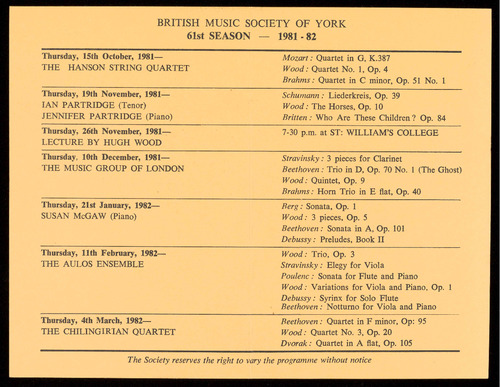 BRITISH MUSIC SOCIETY OF YORK
61st SEASON — 1981 - 82
Thursday, 15th October, 1981—
THE HANSON STRING QUARTET
Mozart : Quartet in G, K.387
Wood : Quartet No. 1, Op. 4
Brahms : Quartet in C minor, Op. 51 No. 1
Thursday, 19th November, 1981—
IAN PARTRIDGE (Tenor)
JENNIFER PARTRIDGE (Piano)
Schumann : Liederkreis, Op. 39
Wood : The Horses, Op. 10
Britten : Who Are These Children ? Op. 84
Thursday, 26th November, 1981—
LECTURE BY HUGH WOOD
7-30 p.m. at ST: WILLIAM'S COLLEGE
Thursday, 10th December, 1981—
THE MUSIC GROUP OF LONDON
Stravinsky : 3 pieces for Clarinet
Beethoven : Trio in D, Op. 70 No. 1 (The Ghost)
Wood : Quintet, Op. 9
Brahms : Horn Trio in E flat, Op. 40
Thursday, 21st January, 1982—
SUSAN McGAW (Piano)
Berg : Sonata, Op. 1
Wood : 3 pieces, Op. 5
Beethoven : Sonata in A, Op. 101
Debussy : Preludes, Book II
Thursday, 11th February, 1982—
THE AULOS ENSEMBLE
Wood : Trio, Op. 3
Stravinsky : Elegy for Viola
Poulenc : Sonata for Flute and Piano
Wood : Variations for Viola and Piano, Op. 1
Debussy : Syrinx for Solo Flute
Beethoven : Notturno for Viola and Piano
Thursday, 4th March, 1982—
THE CHILINGIRIAN QUARTET
Beethoven : Quartet in F minor, Op: 95
Wood : Quartet No. 3, Op. 20
Dvorak : Quartet in A flat, Op. 105
The Society reserves the right to vary the programme without notice